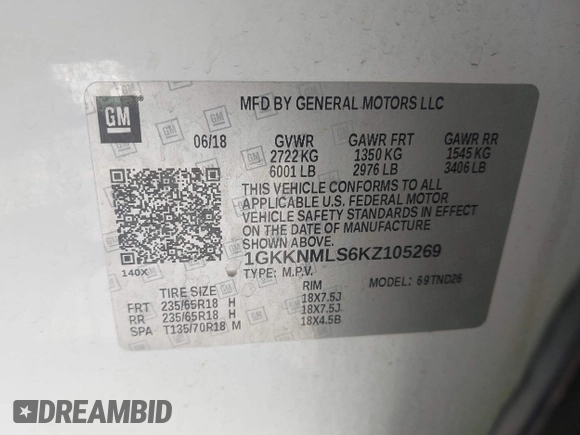 GM
MFD BY GENERAL MOTORS LLC
06/18 GVWR GAWR FRT GAWR RR
2722 KG 1350 KG 1545 KG
6001 LB 2976 LB 3406 LB
THIS VEHICLE CONFORMS TO ALL
APPLICABLE U.S. FEDERAL MOTOR
VEHICLE SAFETY STANDARDS IN EFFECT
ON THE DATE OF MANUFACTURE
SHOWN ABOVE.
140X
1GKKNMLS6KZ105269
TYPE: M.P.V. MODEL: 69TND26
TIRE SIZE RIM
FRT 235/65R18 H 18X7.5J
RR 235/65R18 H 18X7.5J
SPA T135/70R18 M 18X4.5B
DREAMBID